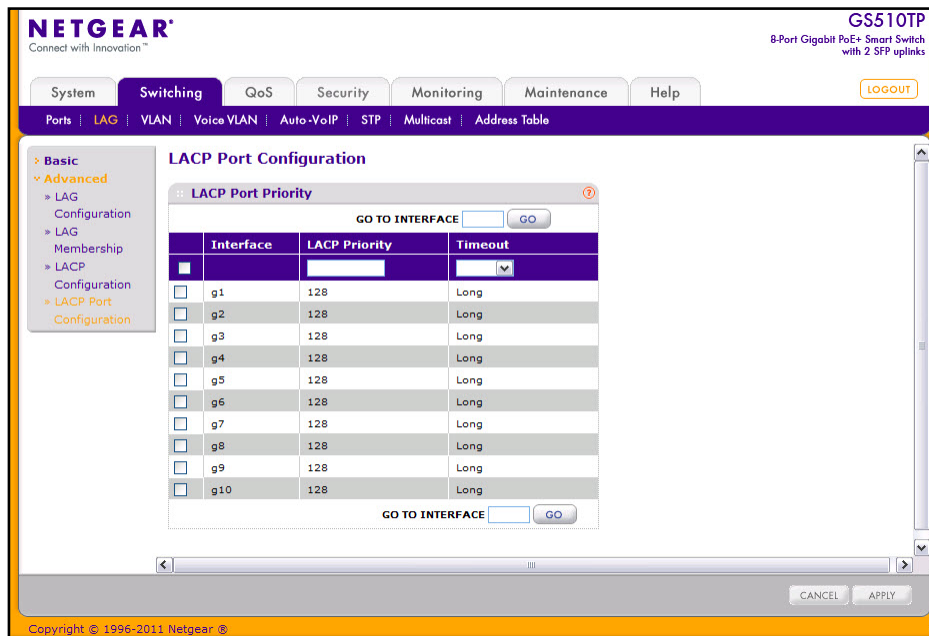 NETGEAR®
Connect with Innovation™
GS510TP
8-Port Gigabit PoE+ Smart Switch
with 2 SFP uplinks
System Switching QoS Security Monitoring Maintenance Help LOGOUT
Ports | LAG | VLAN | Voice VLAN | Auto-VoIP | STP | Multicast | Address Table
Basic
Advanced
» LAG
Configuration
» LAG
Membership
» LACP
Configuration
» LACP Port
Configuration
LACP Port Configuration
LACP Port Priority ?
GO TO INTERFACE GO
Interface LACP Priority Timeout
g1 128 Long
g2 128 Long
g3 128 Long
g4 128 Long
g5 128 Long
g6 128 Long
g7 128 Long
g8 128 Long
g9 128 Long
g10 128 Long
GO TO INTERFACE GO
CANCEL APPLY
Copyright © 1996-2011 Netgear ®